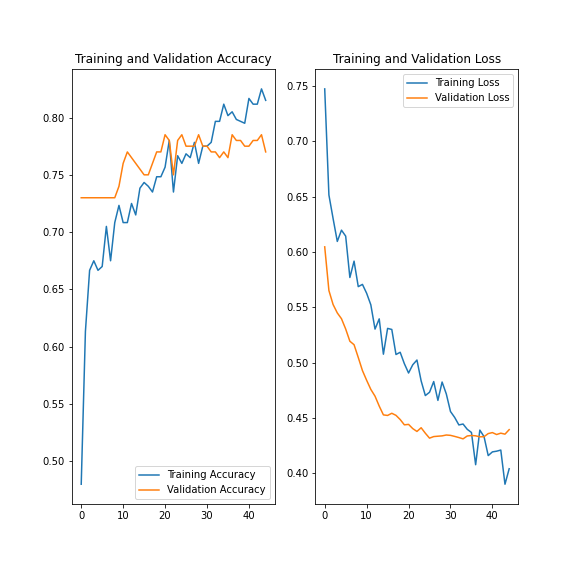 Training and Validation Accuracy
0.80
0.75
0.70
0.65
0.60
0.55
0.50
0 10 20 30 40
Training Accuracy
Validation Accuracy
Training and Validation Loss
0.75
0.70
0.65
0.60
0.55
0.50
0.45
0.40
0 10 20 30 40
Training Loss
Validation Loss